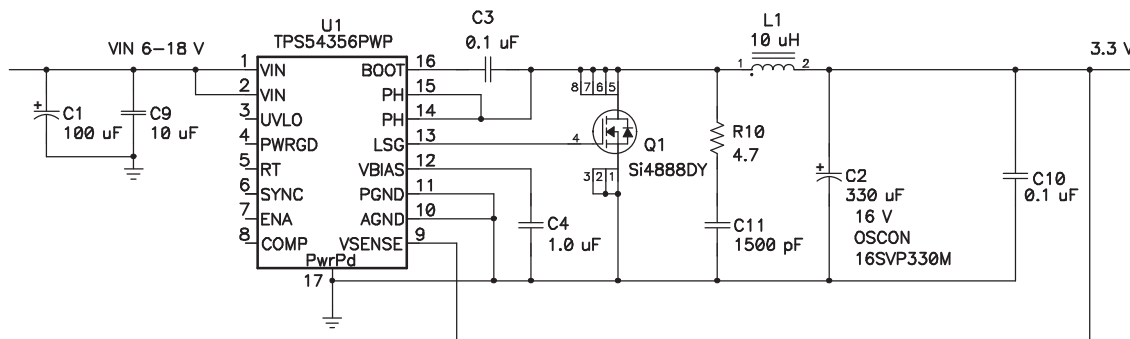 VIN 6–18 V
U1
TPS54356PWP
C3
0.1 uF
L1
10 uH
3.3 V
1 VIN BOOT 16
2 VIN PH 15
3 UVLO PH 14
4 PWRGD LSG 13
5 RT VBIAS 12
6 SYNC PGND 11
7 ENA AGND 10
8 COMP VSENSE 9
PwrPd
17
+
C1
100 uF
C9
10 uF
8 7 6 5
4
Q1
Si4888DY
3 2 1
C4
1.0 uF
R10
4.7
C11
1500 pF
1 2
+
C2
330 uF
16 V
OSCON
16SVP330M
C10
0.1 uF